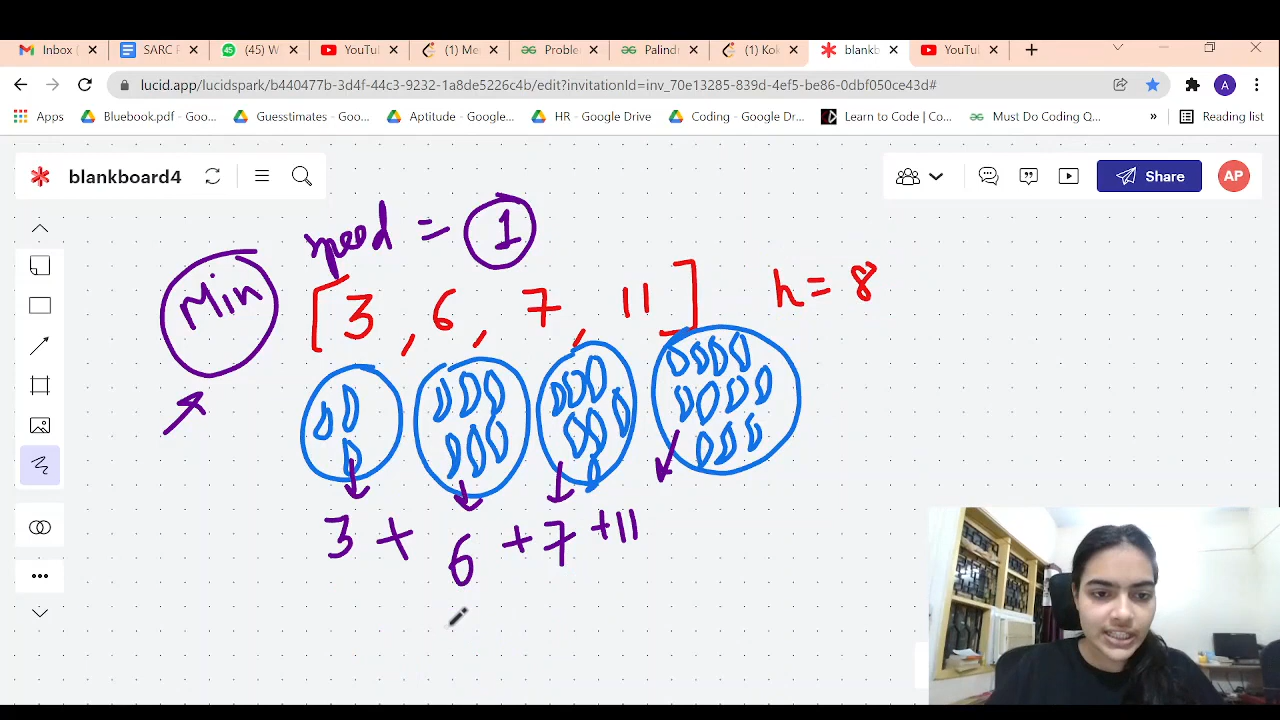 Inbox (
SARC F
(45) W
YouTu
(1) Me
Proble
Palind
(1) Kok
blankb
YouTu
lucid.app/lucidspark/b440477b-3d4f-44c3-9232-1a8de5226c4b/edit?invitationId=inv_70e13285-839d-4ef5-be86-0dbf050ce43d#
A
Apps
Bluebook.pdf - Goo...
Guesstimates - Goo...
Aptitude - Google...
HR - Google Drive
Coding - Google Dr...
Learn to Code | Co...
Must Do Coding Q...
»
Reading list
blankboard4
Share
AP
speed = 1
Min
[3, 6, 7, 11]
h = 8
3 + 6 + 7 + 11